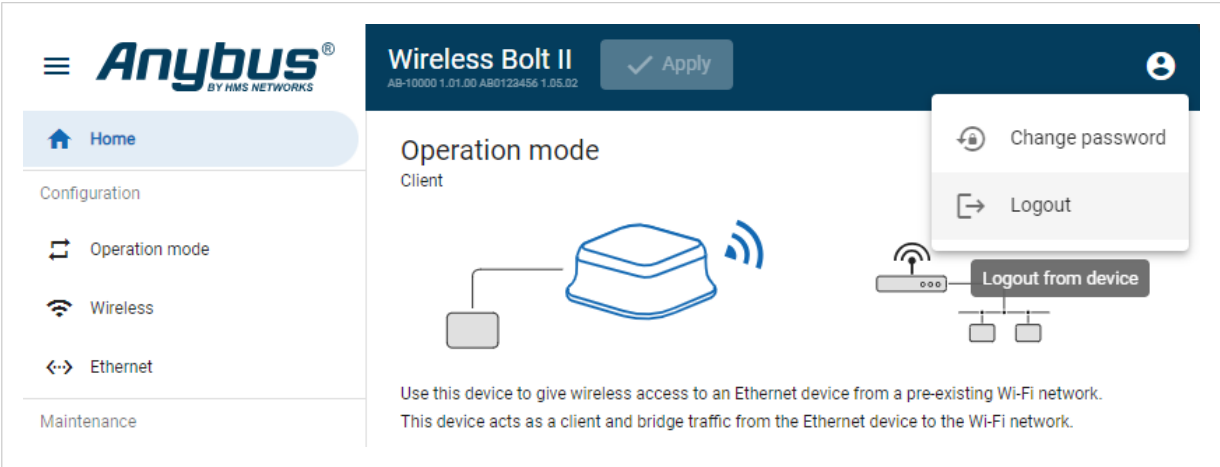 Anybus®
BY HMS NETWORKS
Wireless Bolt II
AB-10000 1.01.00 AB0123456 1.05.02
Apply
Home
Configuration
Operation mode
Wireless
Ethernet
Maintenance
Operation mode
Client
Change password
Logout
Logout from device
Use this device to give wireless access to an Ethernet device from a pre-existing Wi-Fi network.
This device acts as a client and bridge traffic from the Ethernet device to the Wi-Fi network.